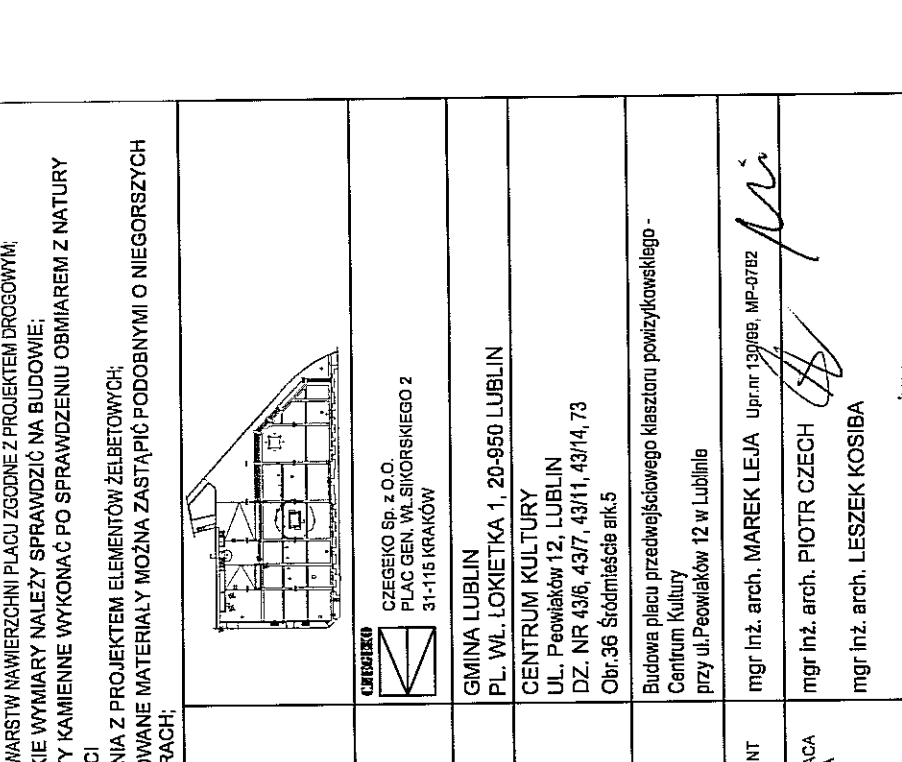 WARSTW NAWIERZCHNI PLACU ZGODNE Z PROJEKTEM DROGOWYM;
KIE WYMIARY NALEŻY SPRAWDZIĆ NA BUDOWIE;
Y KAMIENNE WYKONAĆ PO SPRAWDZENIU OBMIAREM Z NATURY
CI
NIA Z PROJEKTEM ELEMENTÓW ŻELBETOWYCH;
OWANE MATERIAŁY MOŻNA ZASTĄPIĆ PODOBNYMI O NIEGORSZYCH
RACH;
CZEGEKO
CZEGEKO Sp. z O.O.
PLAC GEN. WŁ.SIKORSKIEGO 2
31-115 KRAKÓW
GMINA LUBLIN
PL. WŁ. ŁOKIETKA 1, 20-950 LUBLIN
CENTRUM KULTURY
UL. Peowiaków 12, LUBLIN
DZ. NR 43/6, 43/7, 43/11, 43/14, 73
Obr.36 Śródmieście ark.5
Budowa placu przedwejściowego klasztoru powizytkowskiego -
Centrum Kultury
przy ul.Peowiaków 12 w Lublinie
NT
mgr inż. arch. MAREK LEJA Upr.nr 130/99, MP-0782
ACA
mgr inż. arch. PIOTR CZECH
mgr inż. arch. LESZEK KOSIBA